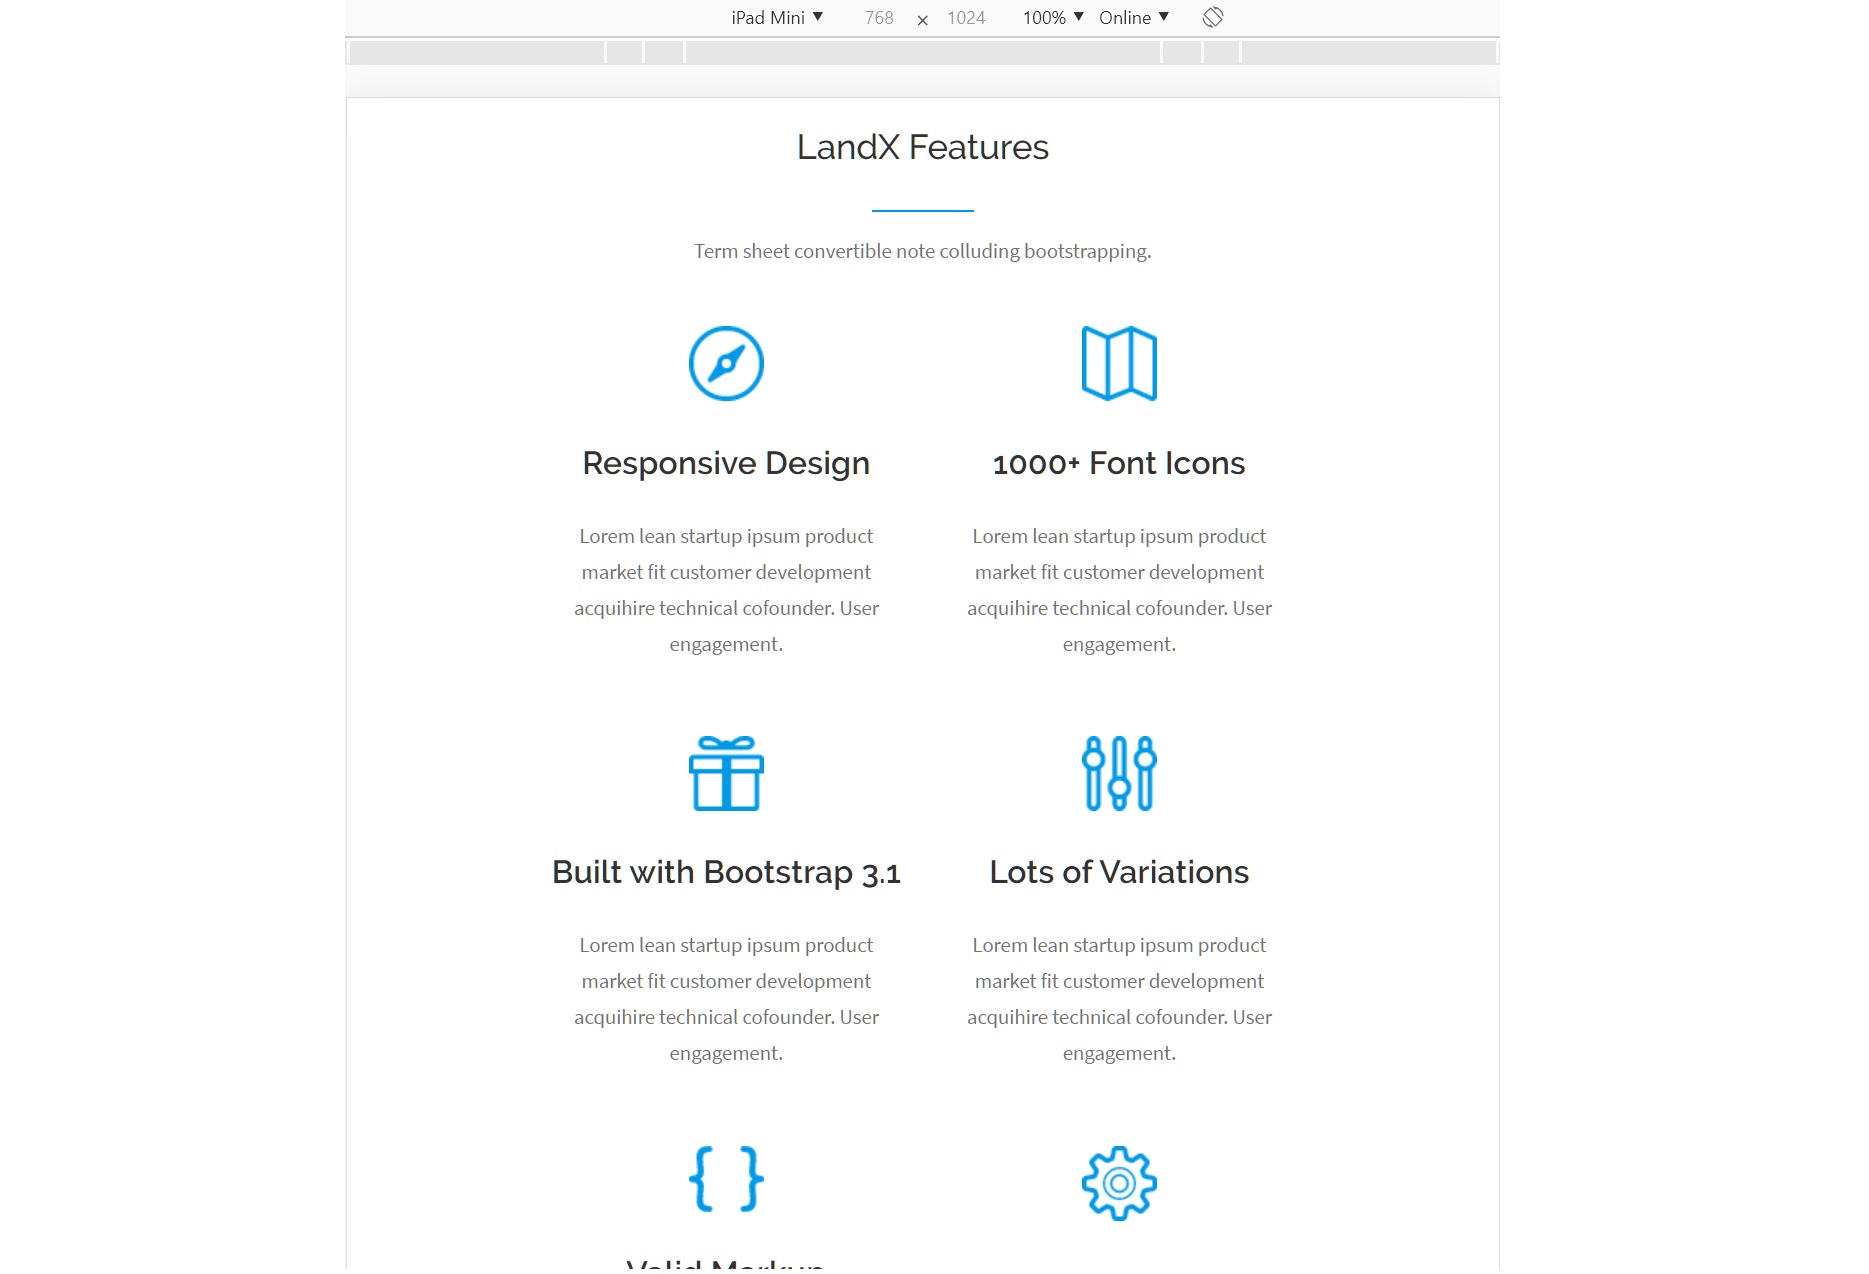 iPad Mini ▼ 768 × 1024 100% ▼ Online ▼
LandX Features
Term sheet convertible note colluding bootstrapping.
Responsive Design
Lorem lean startup ipsum product
market fit customer development
acquihire technical cofounder. User
engagement.
1000+ Font Icons
Lorem lean startup ipsum product
market fit customer development
acquihire technical cofounder. User
engagement.
Built with Bootstrap 3.1
Lorem lean startup ipsum product
market fit customer development
acquihire technical cofounder. User
engagement.
Lots of Variations
Lorem lean startup ipsum product
market fit customer development
acquihire technical cofounder. User
engagement.
Valid Markup